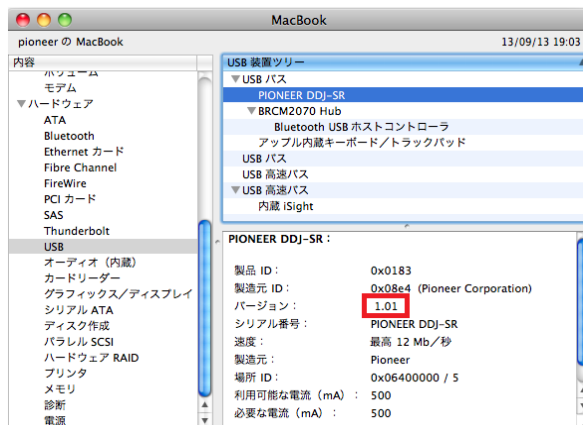 MacBook
pioneer の MacBook
13/09/13 19:03
内容
ボリューム
モデム
▼ハードウェア
ATA
Bluetooth
Ethernet カード
Fibre Channel
FireWire
PCI カード
SAS
Thunderbolt
USB
オーディオ（内蔵）
カードリーダー
グラフィックス／ディスプレイ
シリアル ATA
ディスク作成
パラレル SCSI
ハードウェア RAID
プリンタ
メモリ
診断
電源
USB 装置ツリー
▼USB バス
PIONEER DDJ-SR
▼BRCM2070 Hub
Bluetooth USB ホストコントローラ
アップル内蔵キーボード／トラックパッド
USB バス
USB 高速バス
▼USB 高速バス
内蔵 iSight
PIONEER DDJ-SR：
製品 ID： 0x0183
製造元 ID： 0x08e4 (Pioneer Corporation)
バージョン： 1.01
シリアル番号： PIONEER DDJ-SR
速度： 最高 12 Mb／秒
製造元： Pioneer
場所 ID： 0x06400000 / 5
利用可能な電流（mA）： 500
必要な電流（mA）： 500